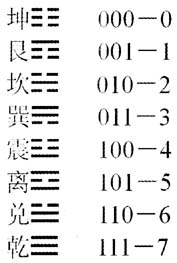 坤☷ 000－0
艮☶ 001－1
坎☵ 010－2
巽☴ 011－3
震☳ 100－4
离☲ 101－5
兑☱ 110－6
乾☰ 111－7